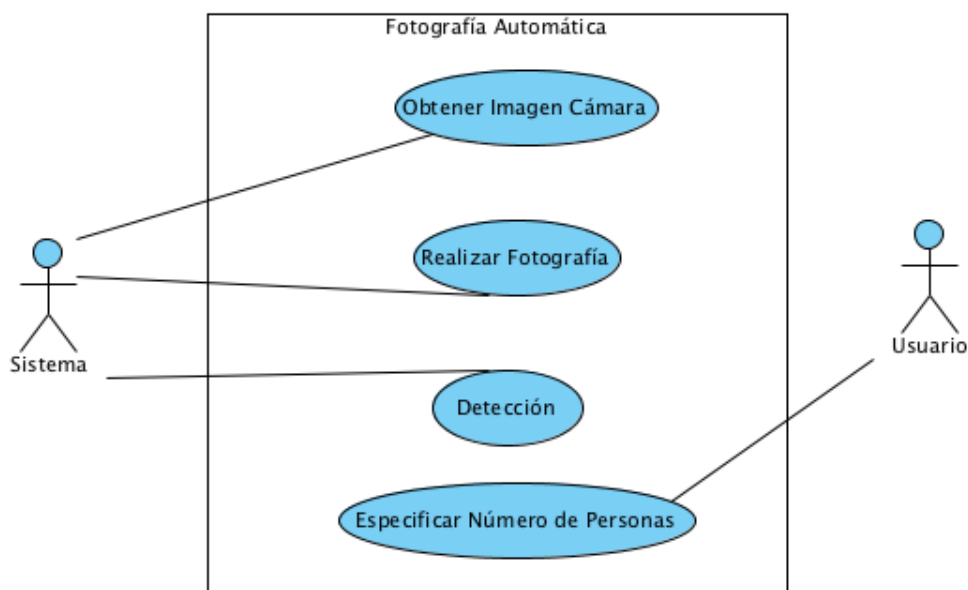 Fotografía Automática
Obtener Imagen Cámara
Realizar Fotografía
Sistema
Usuario
Detección
Especificar Número de Personas